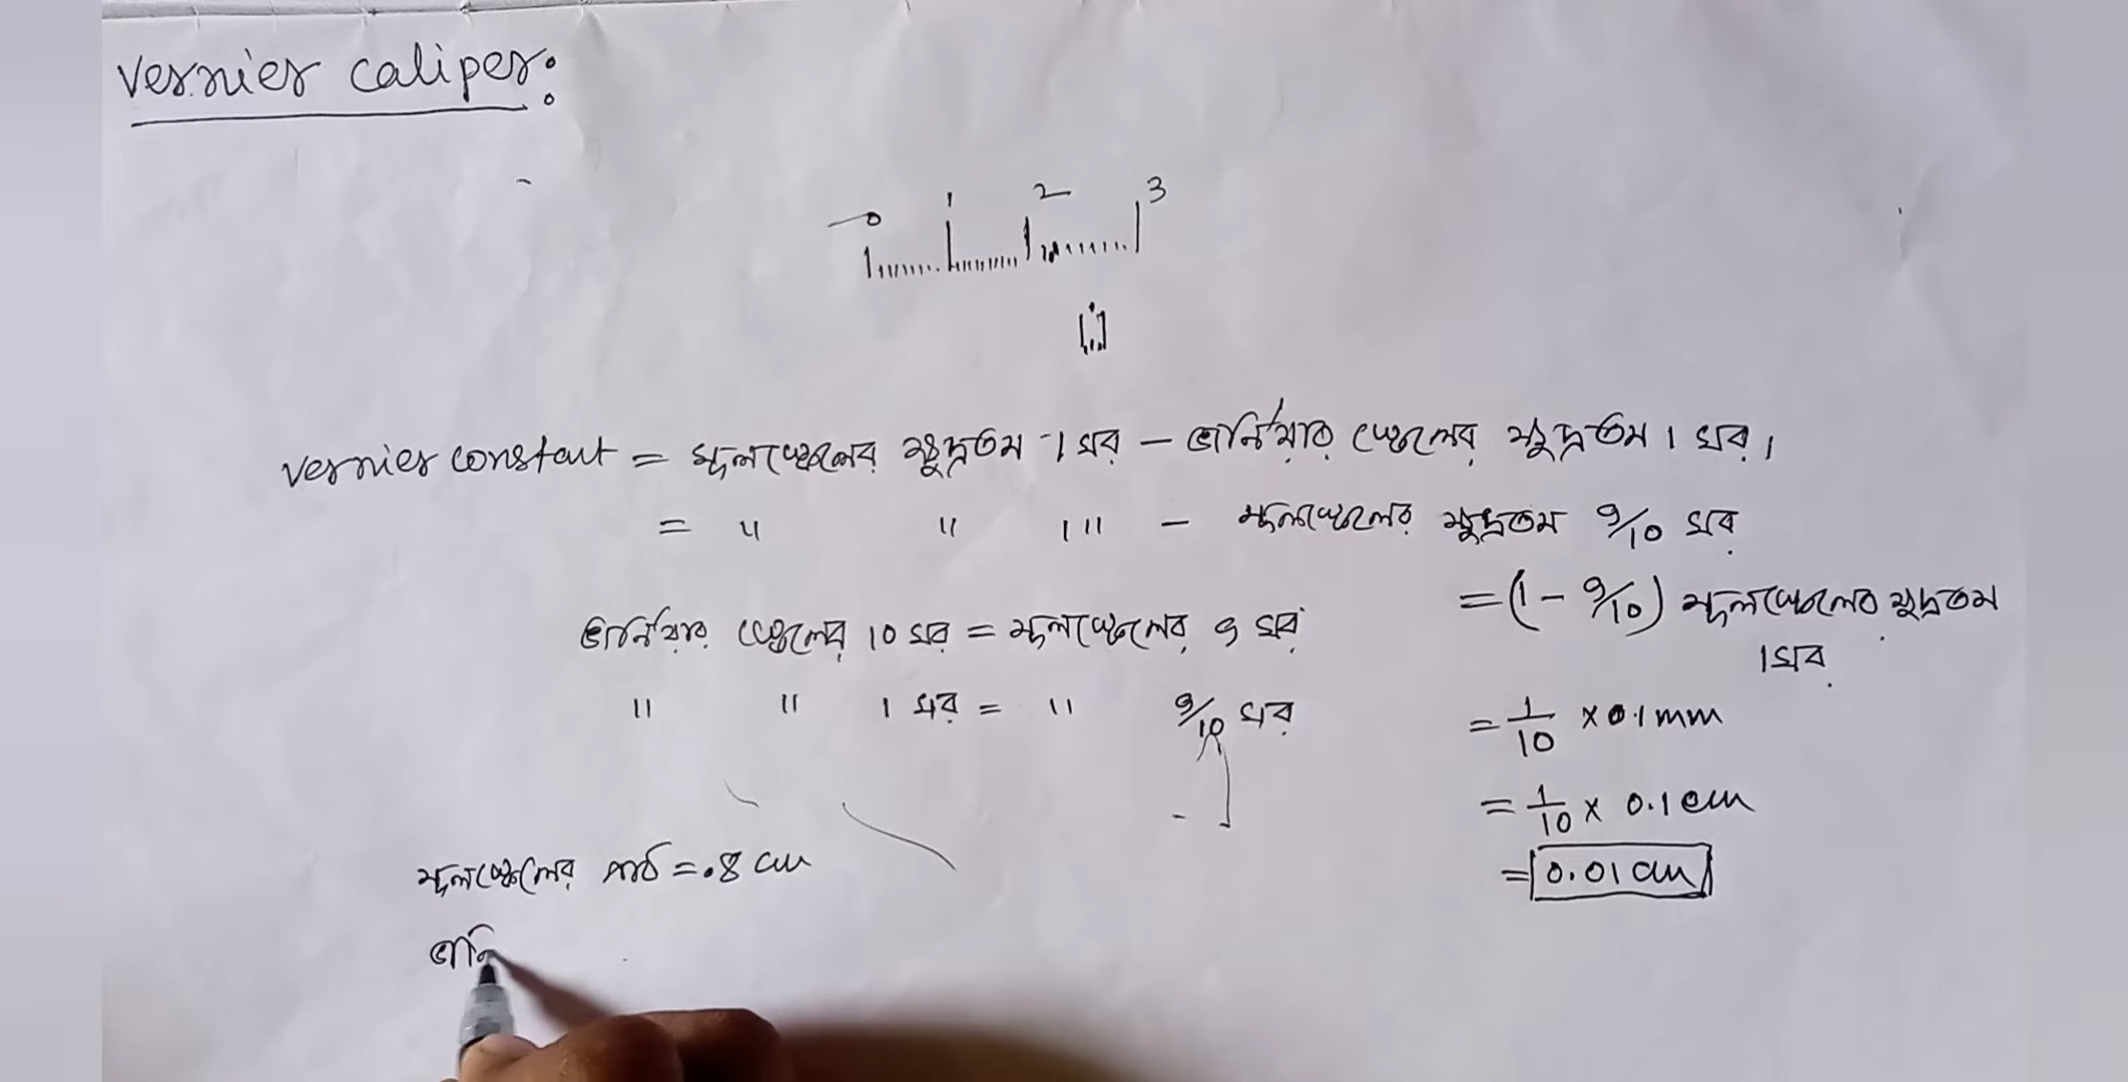 Vernier caliper:
0 1 2 3
vernier constant = মূলস্কেলের ক্ষুদ্রতম 1 ঘর – ভার্নিয়ার স্কেলের ক্ষুদ্রতম 1 ঘর।
= " " 1 " – মূলস্কেলের ক্ষুদ্রতম 9/10 ঘর
= (1 - 9/10) মূলস্কেলের ক্ষুদ্রতম
1 ঘর
ভার্নিয়ার স্কেলের 10 ঘর = মূলস্কেলের 9 ঘর
" " 1 ঘর = " 9/10 ঘর
= 1/10 × 0.1 mm
= 1/10 × 0.1 cm
= 0.01 cm
মূলস্কেলের পাঠ = .8 cm
ভার্নি